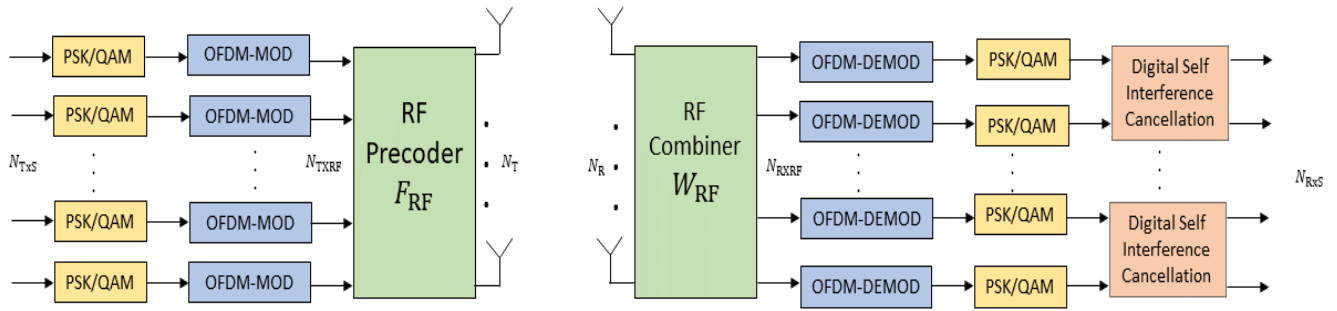 PSK/QAM
OFDM-MOD
PSK/QAM
OFDM-MOD
N_TxS
N_TXRF
PSK/QAM
OFDM-MOD
PSK/QAM
OFDM-MOD
RF
Precoder
F_RF
N_T
N_R
RF
Combiner
W_RF
N_RXRF
OFDM-DEMOD
PSK/QAM
OFDM-DEMOD
PSK/QAM
OFDM-DEMOD
PSK/QAM
OFDM-DEMOD
PSK/QAM
Digital Self
Interference
Cancellation
Digital Self
Interference
Cancellation
N_RxS